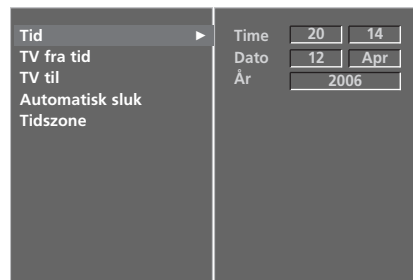 Tid ►
TV fra tid
TV til
Automatisk sluk
Tidszone
Time 20 14
Dato 12 Apr
År 2006